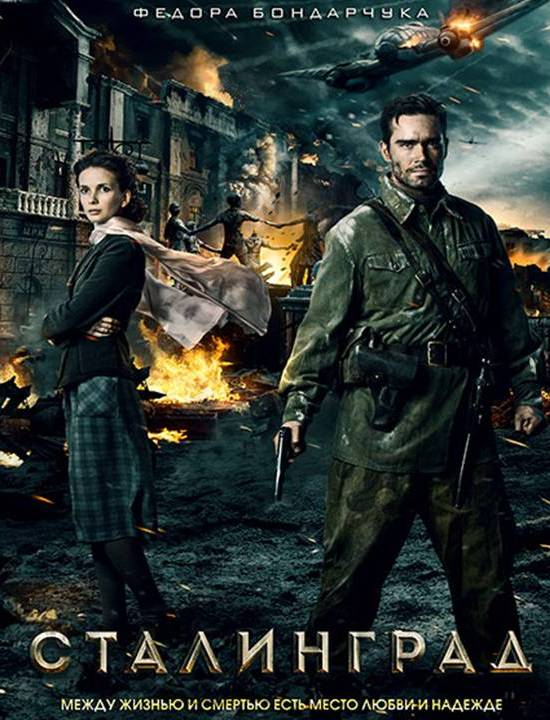 ФЕДОРА БОНДАРЧУКА
СТАЛИНГРАД
МЕЖДУ ЖИЗНЬЮ И СМЕРТЬЮ ЕСТЬ МЕСТО ЛЮБВИ И НАДЕЖДЕ